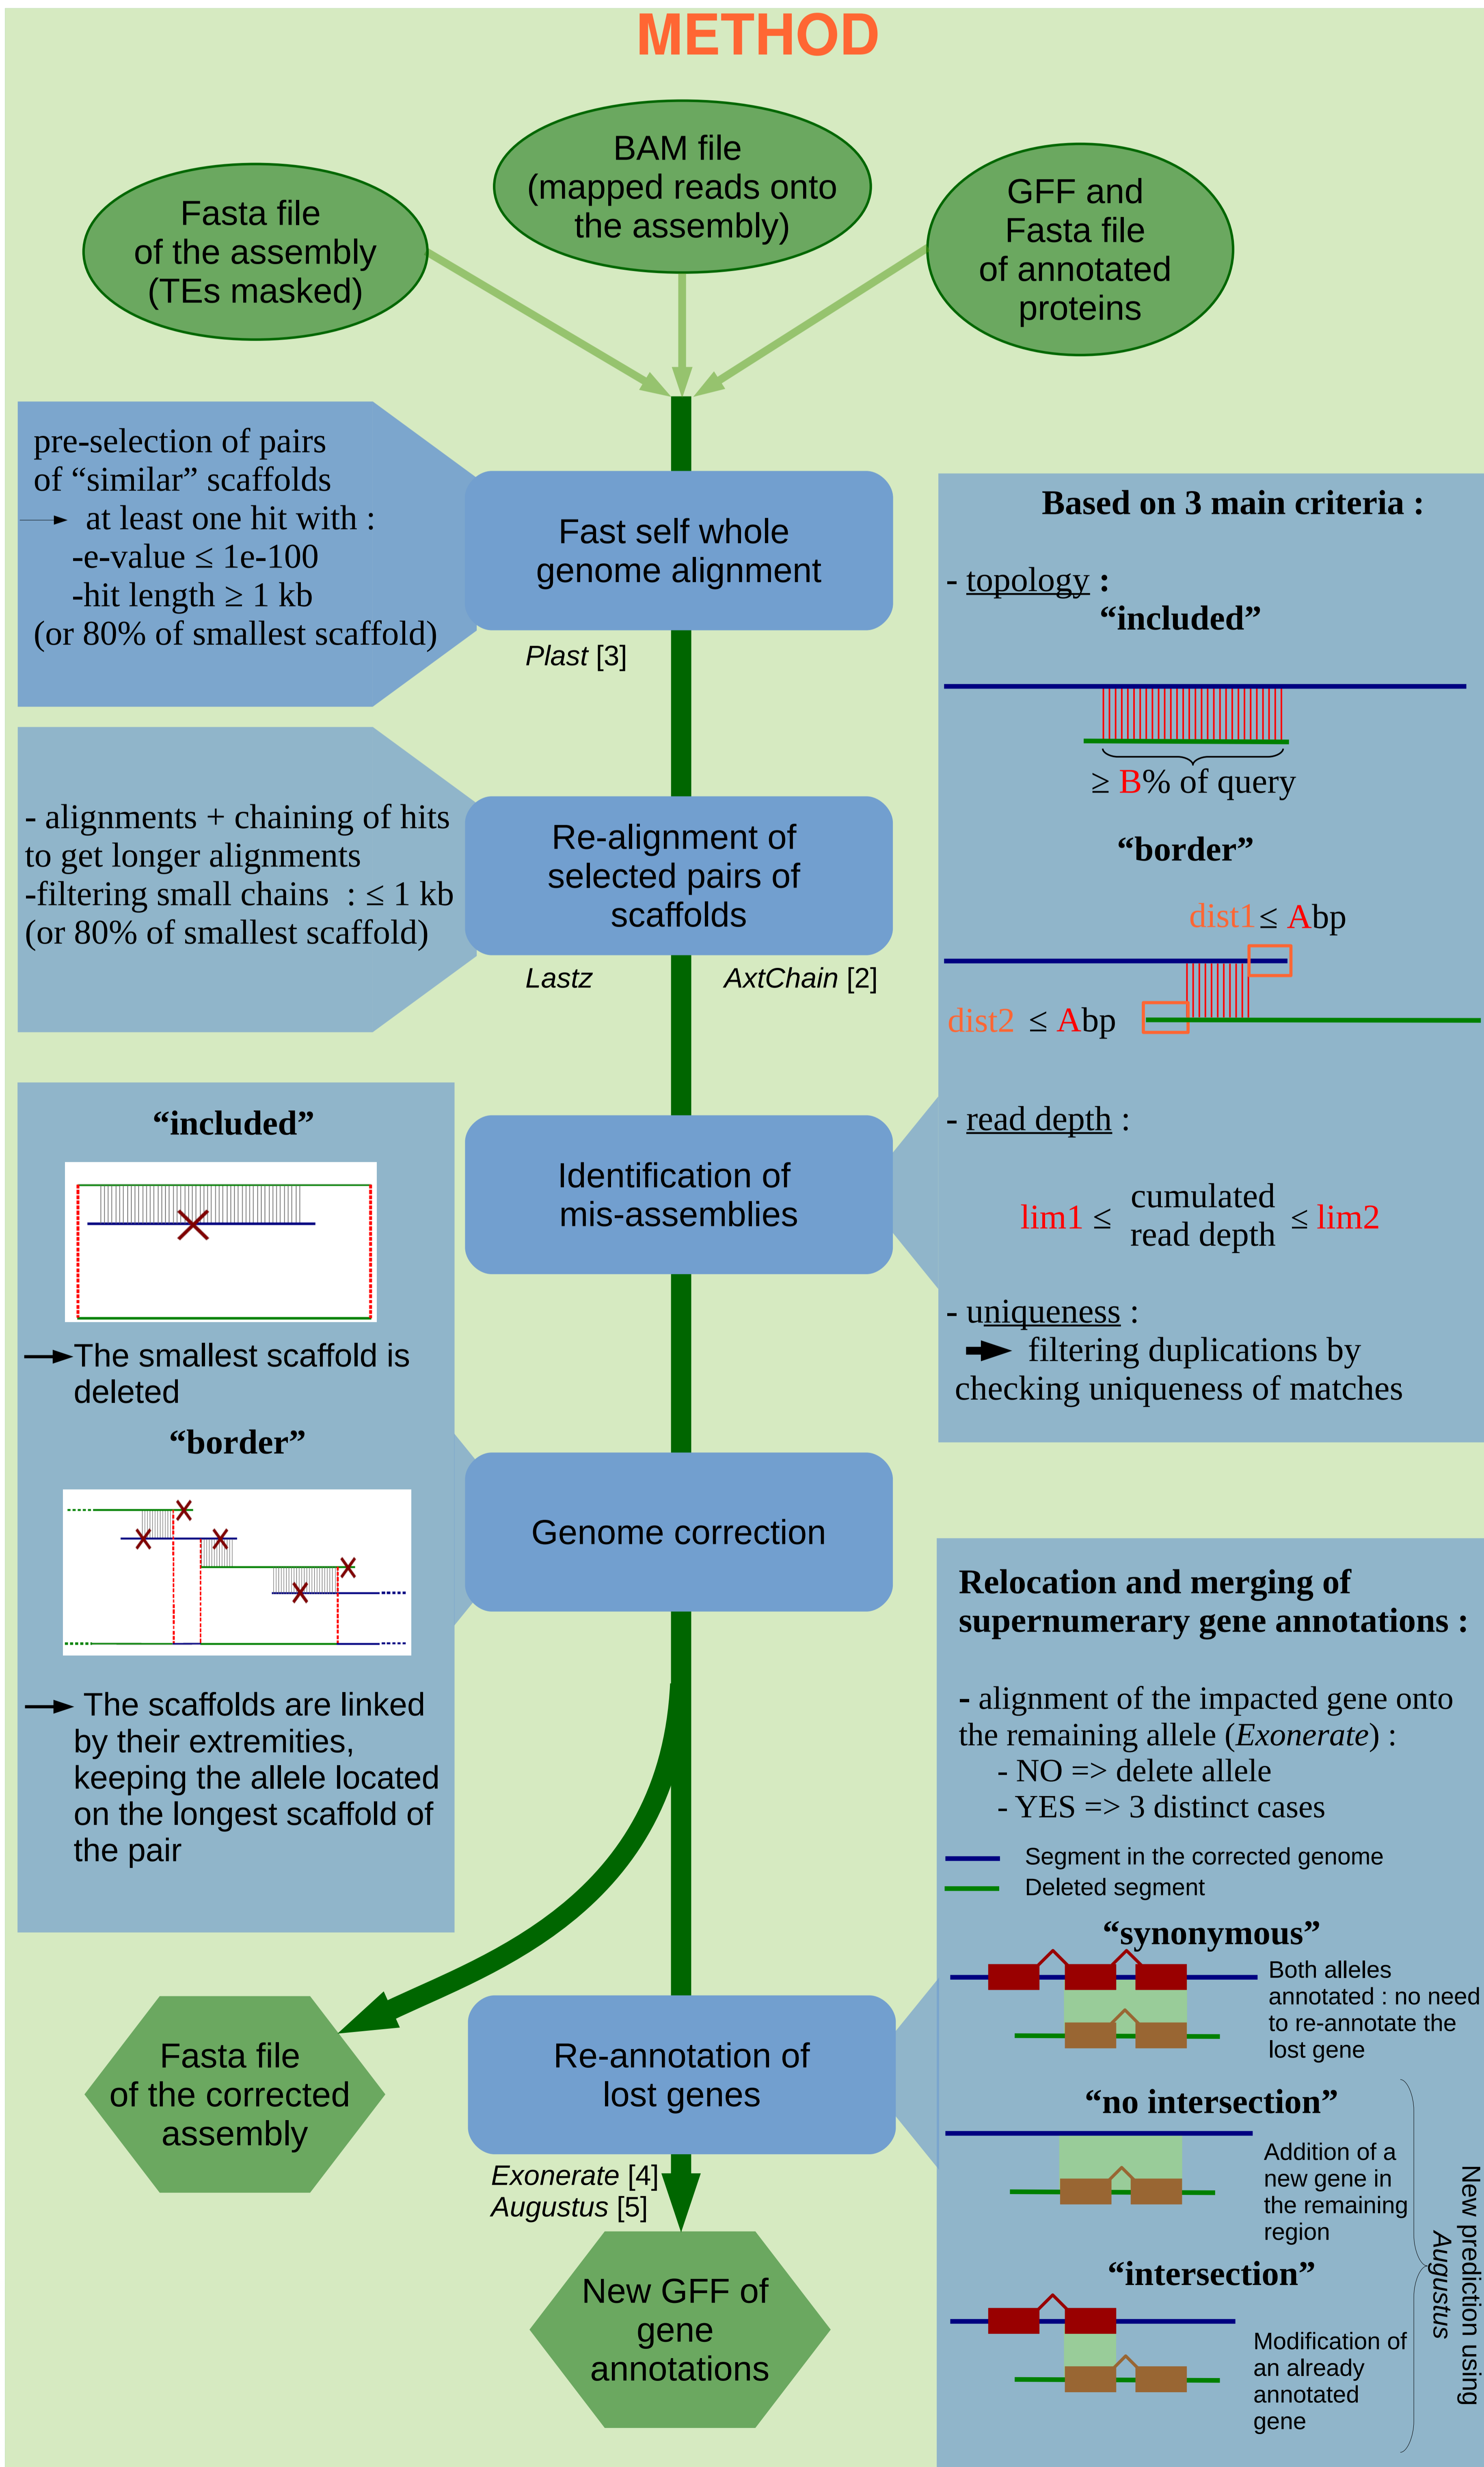 METHOD
Fasta file
of the assembly
(TEs masked)
BAM file
(mapped reads onto
the assembly)
GFF and
Fasta file
of annotated
proteins
pre-selection of pairs
of “similar” scaffolds
at least one hit with :
-e-value ≤ 1e-100
-hit length ≥ 1 kb
(or 80% of smallest scaffold)
Fast self whole
genome alignment
Plast [3]
- alignments + chaining of hits
to get longer alignments
-filtering small chains : ≤ 1 kb
(or 80% of smallest scaffold)
Re-alignment of
selected pairs of
scaffolds
Lastz
AxtChain [2]
Based on 3 main criteria :
- topology :
“included”
≥ B% of query
“border”
dist1 ≤ Abp
dist2 ≤ Abp
- read depth :
lim1 ≤ cumulated read depth ≤ lim2
- uniqueness :
filtering duplications by
checking uniqueness of matches
Identification of
mis-assemblies
“included”
The smallest scaffold is
deleted
“border”
The scaffolds are linked
by their extremities,
keeping the allele located
on the longest scaffold of
the pair
Genome correction
Relocation and merging of
supernumerary gene annotations :
- alignment of the impacted gene onto
the remaining allele (Exonerate) :
- NO => delete allele
- YES => 3 distinct cases
Segment in the corrected genome
Deleted segment
“synonymous”
Both alleles
annotated : no need
to re-annotate the
lost gene
“no intersection”
Addition of a
new gene in
the remaining
region
“intersection”
Modification of
an already
annotated
gene
New prediction using
Augustus
Fasta file
of the corrected
assembly
Re-annotation of
lost genes
Exonerate [4]
Augustus [5]
New GFF of
gene
annotations